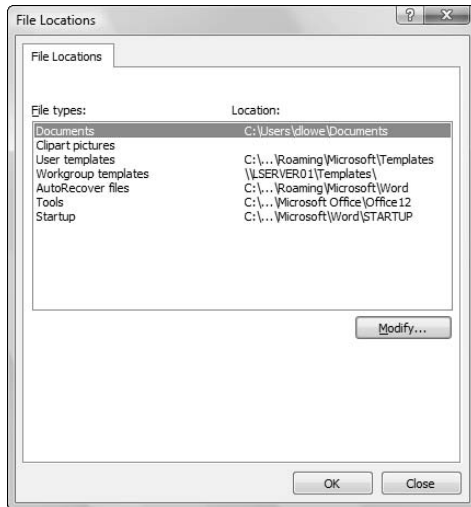 File Locations
File Locations
File types: Location:
Documents C:\Users\dlowe\Documents
Clipart pictures
User templates C:\...\Roaming\Microsoft\Templates
Workgroup templates \\LSERVER01\Templates\
AutoRecover files C:\...\Roaming\Microsoft\Word
Tools C:\...\Microsoft Office\Office12
Startup C:\...\Microsoft\Word\STARTUP
Modify...
OK Close